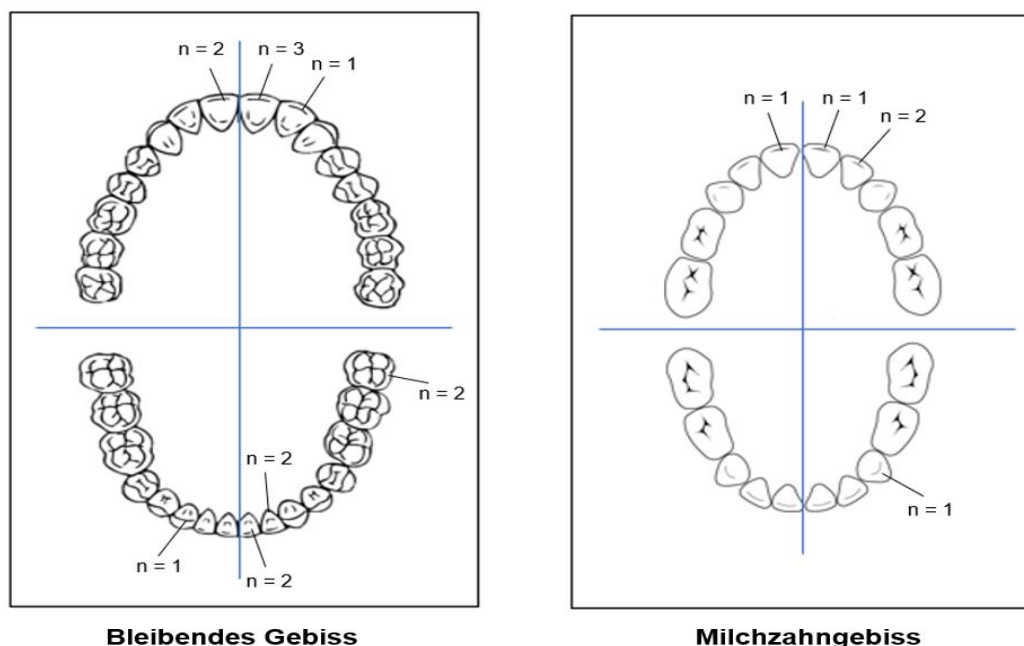 n = 2
n = 3
n = 1
n = 2
n = 2
n = 1
n = 2
Bleibendes Gebiss
n = 1
n = 1
n = 2
n = 1
Milchzahngebiss